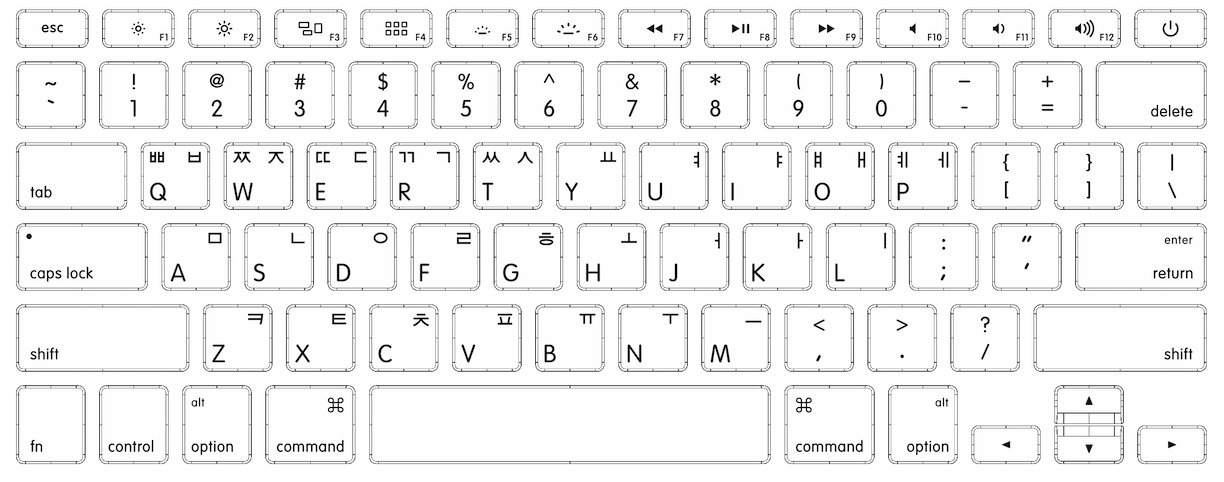 esc F1 F2 F3 F4 F5 F6 F7 F8 F9 F10 F11 F12
~ ! @ # $ % ^ & * ( ) – +
` 1 2 3 4 5 6 7 8 9 0 - = delete
ㅃ ㅂ ㅉ ㅈ ㄸ ㄷ ㄲ ㄱ ㅆ ㅅ ㅛ ㅕ ㅑ ㅒ ㅐ ㅖ ㅔ { } |
tab Q W E R T Y U I O P [ ] \
• ㅁ ㄴ ㅇ ㄹ ㅎ ㅗ ㅓ ㅏ ㅣ : " enter
caps lock A S D F G H J K L ; ' return
ㅋ ㅌ ㅊ ㅍ ㅠ ㅜ ㅡ < > ?
shift Z X C V B N M , . / shift
alt ⌘ ⌘ alt
fn control option command command option